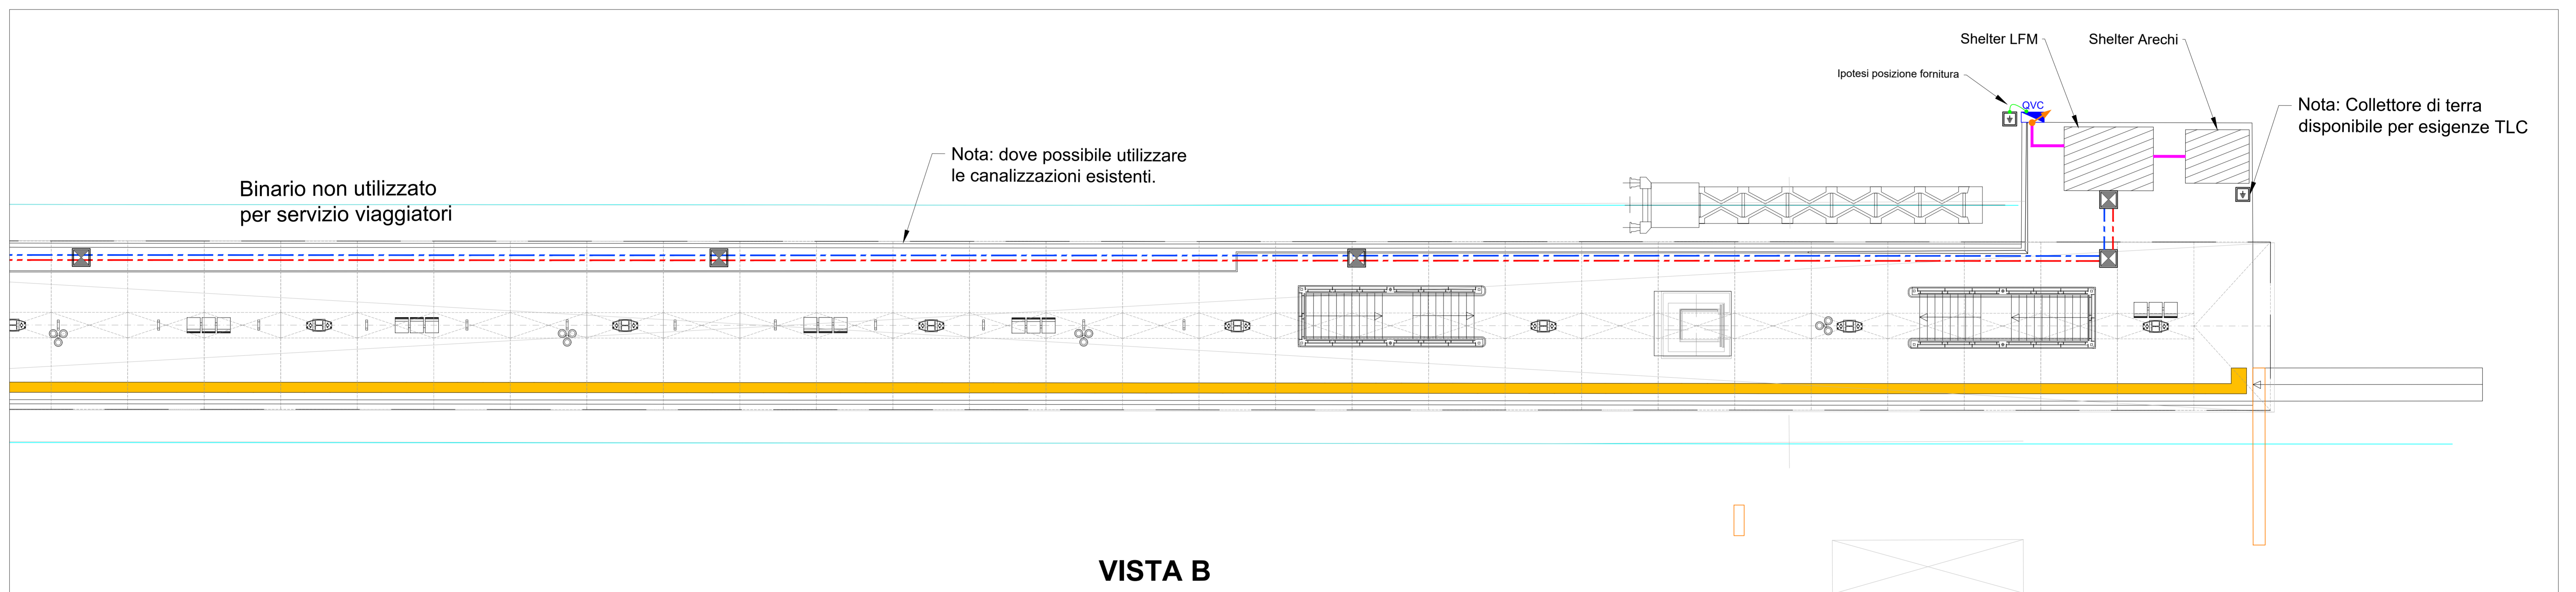 Shelter LFM
Shelter Arechi
Ipotesi posizione fornitura
QVC
Nota: Collettore di terra
disponibile per esigenze TLC
Nota: dove possibile utilizzare
le canalizzazioni esistenti.
Binario non utilizzato
per servizio viaggiatori
VISTA B